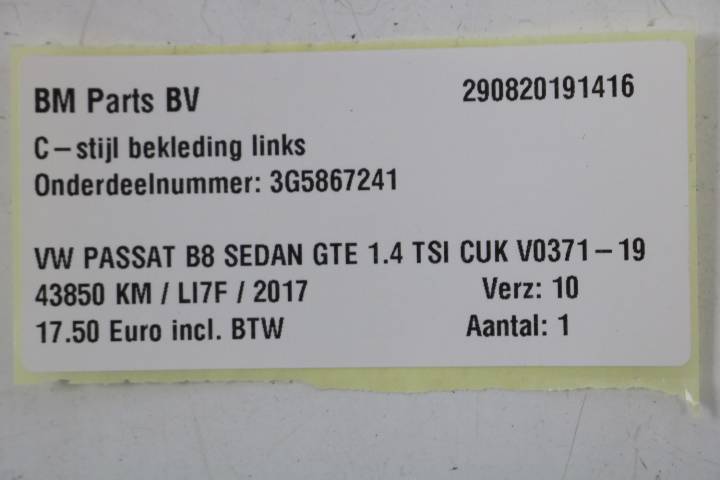 BM Parts BV 290820191416
C-stijl bekleding links
Onderdeelnummer: 3G5867241
VW PASSAT B8 SEDAN GTE 1.4 TSI CUK V0371-19
43850 KM / LI7F / 2017 Verz: 10
17.50 Euro incl. BTW Aantal: 1